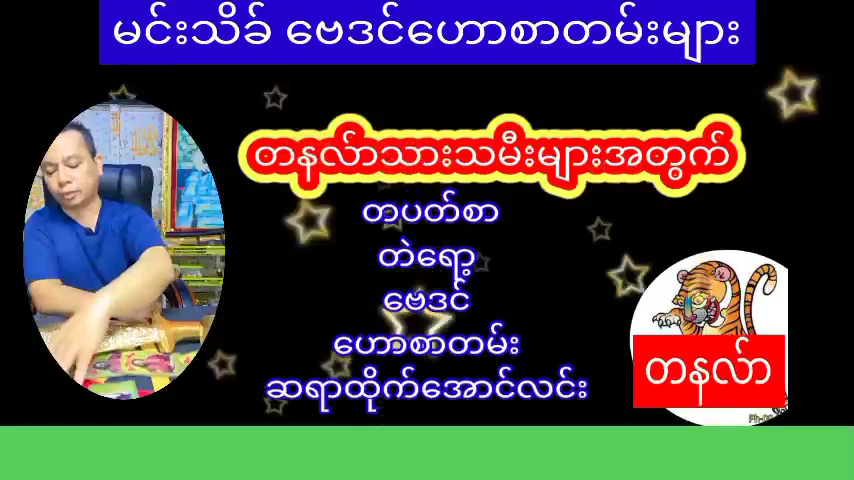 မင်းသိခ် ဗေဒင်ဟောစာတမ်းများ
တနင်္လာသားသမီးများအတွက်
တပတ်စာ
တဲရော့
ဗေဒင်
ဟောစာတမ်း
ဆရာထိုက်အောင်လင်း
တနင်္လာ